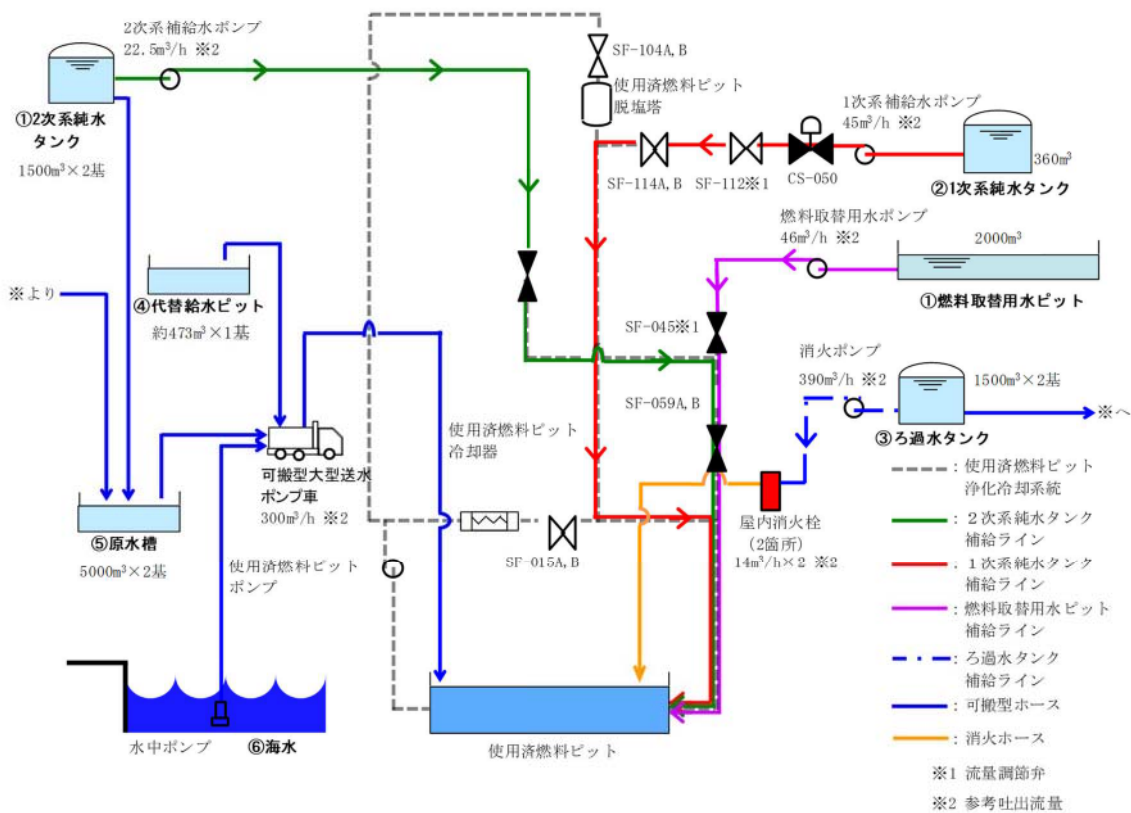 2次系補給水ポンプ
22.5m³/h ※2
①2次系純水
タンク
1500m³×2基
SF-104A,B
使用済燃料ピット
脱塩塔
1次系補給水ポンプ
45m³/h ※2
360m³
②1次系純水タンク
SF-114A,B
SF-112※1
CS-050
燃料取替用水ポンプ
46m³/h ※2
2000m³
①燃料取替用水ピット
※より
④代替給水ピット
約473m³×1基
SF-045※1
消火ポンプ
390m³/h ※2
1500m³×2基
※へ
③ろ過水タンク
SF-059A,B
使用済燃料ピット
冷却器
可搬型大型送水
ポンプ車
300m³/h ※2
⑤原水槽
5000m³×2基
使用済燃料ピット
ポンプ
SF-015A,B
屋内消火栓
(2箇所)
14m³/h×2 ※2
水中ポンプ
⑥海水
使用済燃料ピット
:使用済燃料ピット
浄化冷却系統
:2次系純水タンク
補給ライン
:1次系純水タンク
補給ライン
:燃料取替用水ピット
補給ライン
:ろ過水タンク
補給ライン
:可搬型ホース
:消火ホース
※1 流量調節弁
※2 参考吐出流量